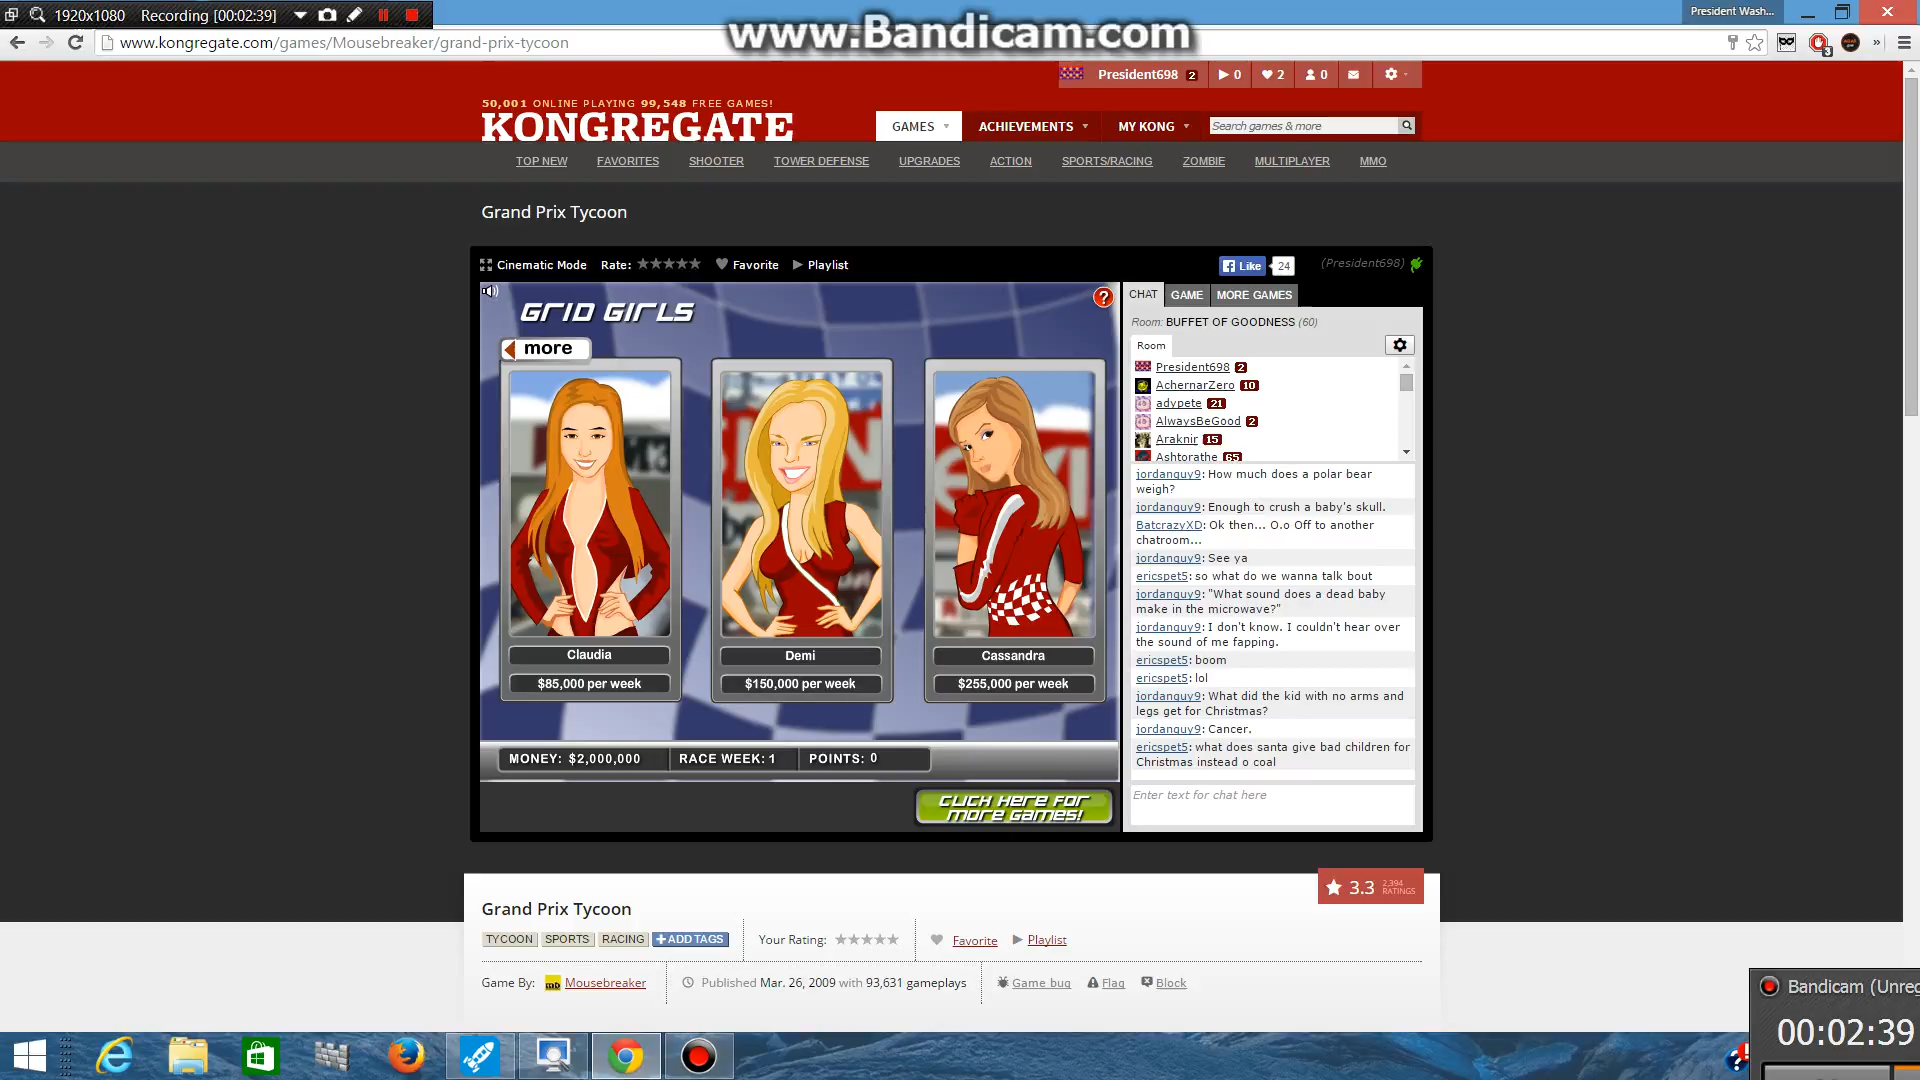 1920x1080 Recording [00:02:39]
www.Bandicam.com
President Wash...
www.kongregate.com/games/Mousebreaker/grand-prix-tycoon
3
»
President698 2 0 2 0
50,001 ONLINE PLAYING 99,548 FREE GAMES!
KONGREGATE
GAMES ACHIEVEMENTS MY KONG Search games & more
TOP NEW FAVORITES SHOOTER TOWER DEFENSE UPGRADES ACTION SPORTS/RACING ZOMBIE MULTIPLAYER MMO
Grand Prix Tycoon
Cinematic Mode Rate: Favorite Playlist Like 24 (President698)
GRID GIRLS
?
more
Claudia
$85,000 per week
Demi
$150,000 per week
Cassandra
$255,000 per week
MONEY: $2,000,000 RACE WEEK: 1 POINTS: 0
CLICK HERE FOR
MORE GAMES!
CHAT GAME MORE GAMES
Room: BUFFET OF GOODNESS (60)
Room
President698 2
AchernarZero 10
adypete 21
AlwaysBeGood 2
Araknir 15
Ashtorathe 65
jordanguy9: How much does a polar bear
weigh?
jordanguy9: Enough to crush a baby's skull.
BatcrazyXD: Ok then... O.o Off to another
chatroom...
jordanguy9: See ya
ericspet5: so what do we wanna talk bout
jordanguy9: "What sound does a dead baby
make in the microwave?"
jordanguy9: I don't know. I couldn't hear over
the sound of me fapping.
ericspet5: boom
ericspet5: lol
jordanguy9: What did the kid with no arms and
legs get for Christmas?
jordanguy9: Cancer.
ericspet5: what does santa give bad children for
Christmas instead o coal
Enter text for chat here
3.3 2,394
RATINGS
Grand Prix Tycoon
TYCOON SPORTS RACING +ADD TAGS Your Rating: Favorite Playlist
Game By: mb Mousebreaker Published Mar. 26, 2009 with 93,631 gameplays Game bug Flag Block
Bandicam (Unreg
00:02:39